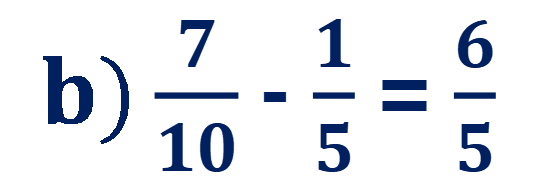 b) 7/10 - 1/5 = 6/5